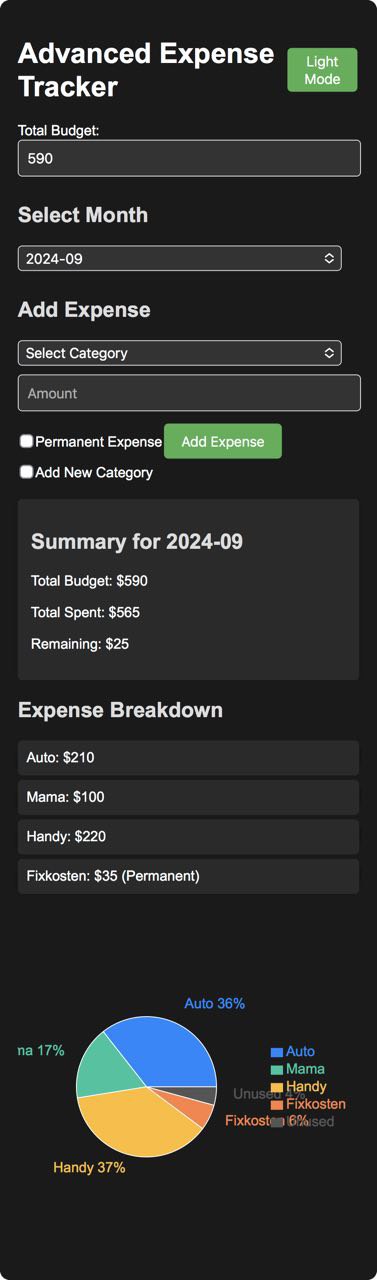 Advanced Expense
Tracker
Light
Mode
Total Budget:
590
Select Month
2024-09
Add Expense
Select Category
Amount
Permanent Expense
Add Expense
Add New Category
Summary for 2024-09
Total Budget: $590
Total Spent: $565
Remaining: $25
Expense Breakdown
Auto: $210
Mama: $100
Handy: $220
Fixkosten: $35 (Permanent)
Auto 36%
ma 17%
Auto
Mama
Handy
Unused 4%
Fixkosten
Fixkosten 6%
Unused
Handy 37%